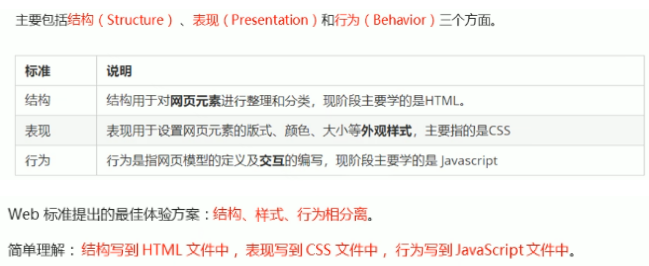 主要包括结构（Structure）、表现（Presentation）和行为（Behavior）三个方面。
标准 说明
结构 结构用于对网页元素进行整理和分类，现阶段主要学的是HTML。
表现 表现用于设置网页元素的版式、颜色、大小等外观样式，主要指的是CSS
行为 行为是指网页模型的定义及交互的编写，现阶段主要学的是 Javascript
Web 标准提出的最佳体验方案：结构、样式、行为相分离。
简单理解： 结构写到 HTML 文件中， 表现写到 CSS 文件中， 行为写到 JavaScript 文件中。